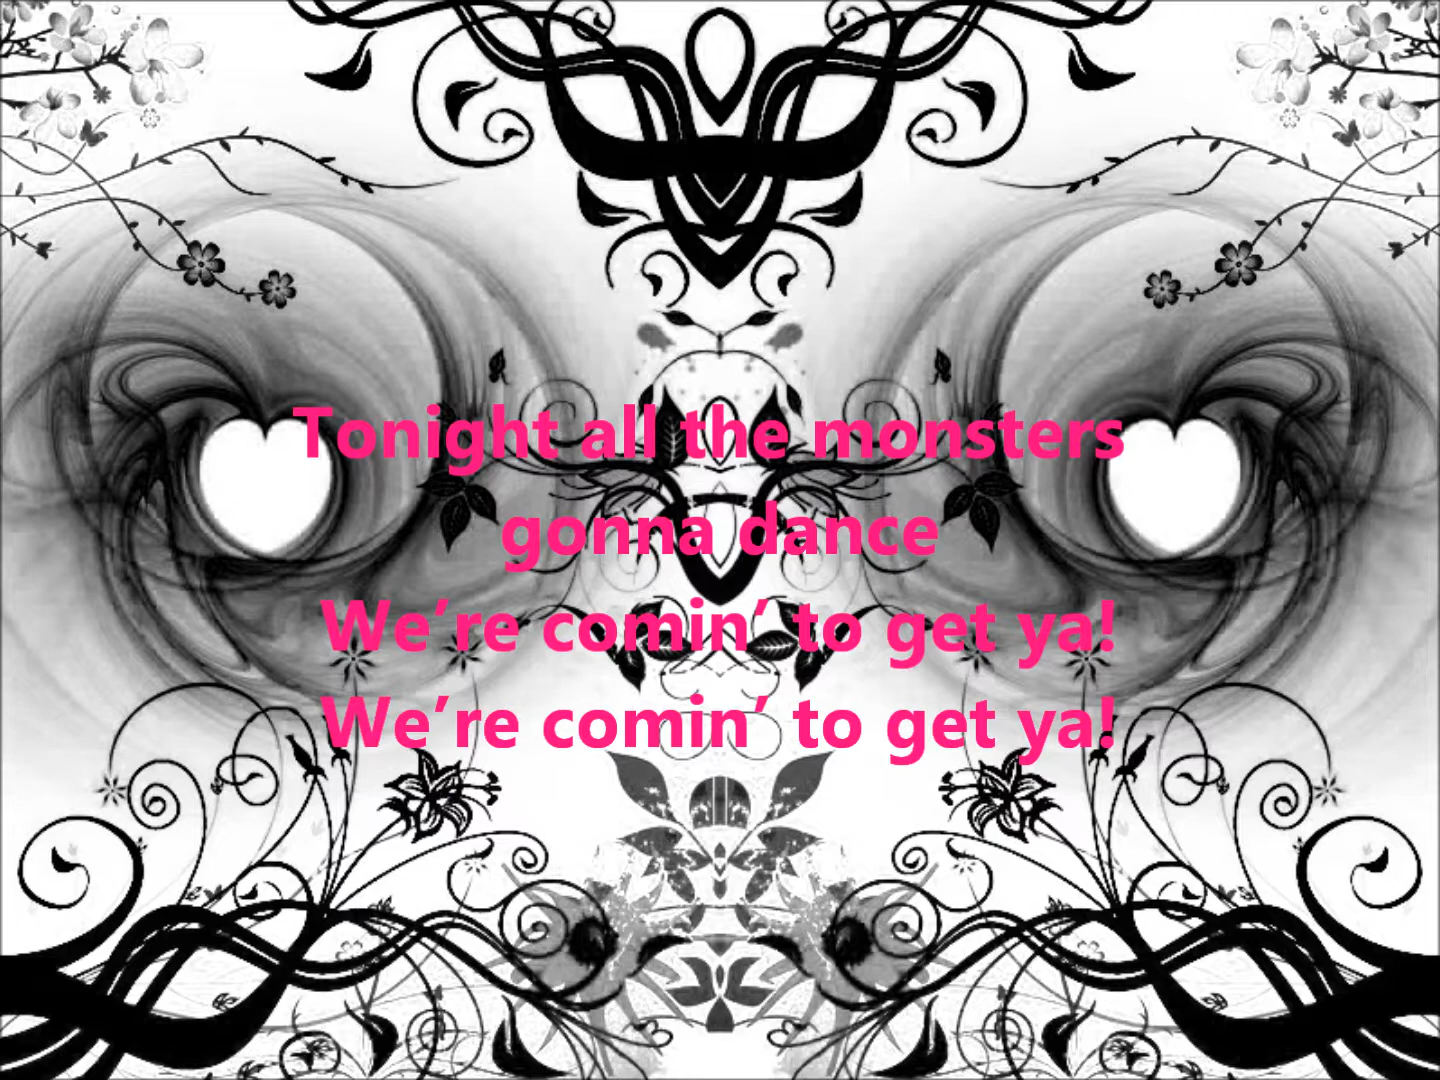 Tonight all the monsters
gonna dance
We’re comin’ to get ya!
We’re comin’ to get ya!